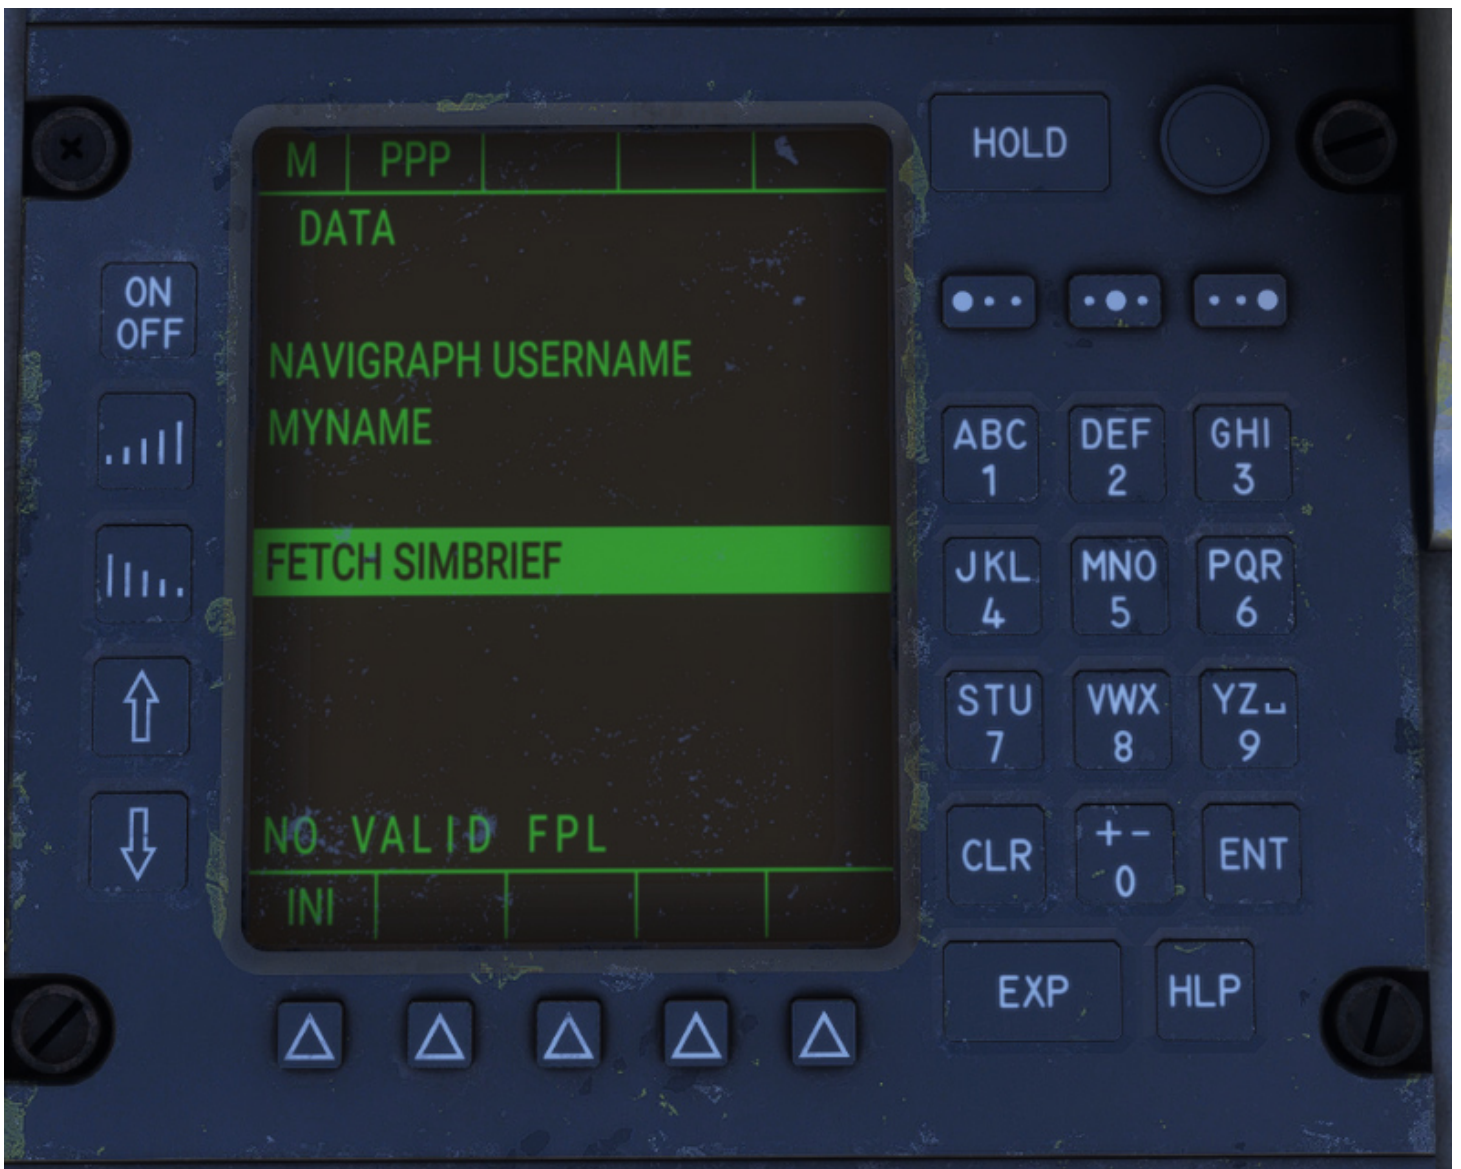 M PPP
DATA
NAVIGRAPH USERNAME
MYNAME
FETCH SIMBRIEF
NO VALID FPL
INI
ON
OFF
HOLD
ABC DEF GHI
1 2 3
JKL MNO PQR
4 5 6
STU VWX YZ␣
7 8 9
CLR + - ENT
0
EXP HLP